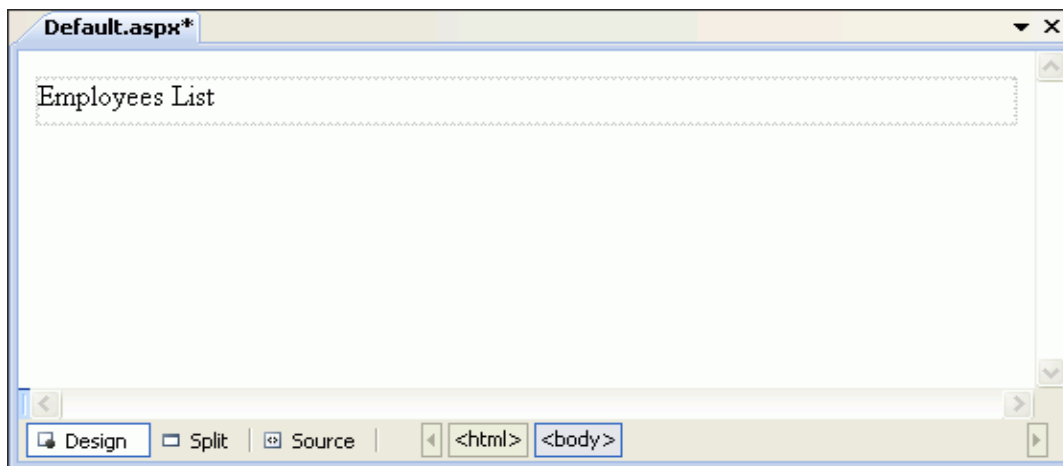 Default.aspx*
Employees List
Design Split Source <html> <body>